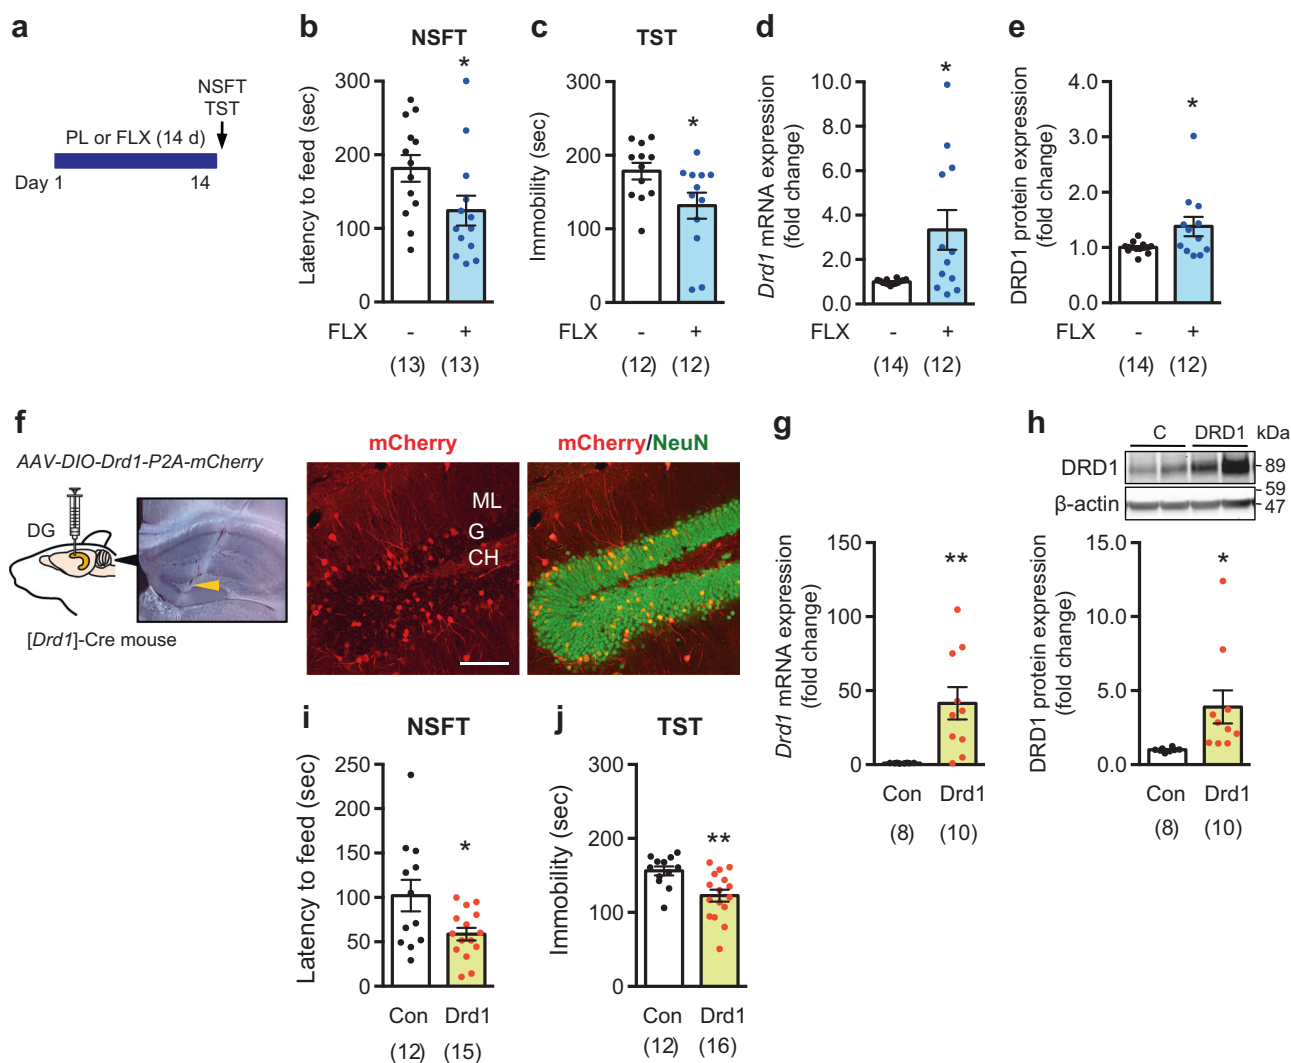 a
NSFT
TST
PL or FLX (14 d)
Day 1
14
b
NSFT
*
Latency to feed (sec)
300
200
100
0
FLX
-
+
(13)
(13)
c
TST
*
Immobility (sec)
300
200
100
0
FLX
-
+
(12)
(12)
d
*
Drd1 mRNA expression
(fold change)
10.0
8.0
6.0
4.0
2.0
0.0
FLX
-
+
(14)
(12)
e
*
DRD1 protein expression
(fold change)
4.0
3.0
2.0
1.0
0.0
FLX
-
+
(14)
(12)
f
AAV-DIO-Drd1-P2A-mCherry
DG
[Drd1]-Cre mouse
mCherry
ML
G
CH
mCherry/NeuN
g
**
Drd1 mRNA expression
(fold change)
150
100
50
0
Con
Drd1
(8)
(10)
h
C
DRD1
kDa
DRD1
89
59
β-actin
47
*
DRD1 protein expression
(fold change)
15.0
10.0
5.0
0.0
Con
Drd1
(8)
(10)
i
NSFT
*
Latency to feed (sec)
250
200
150
100
50
0
Con
Drd1
(12)
(15)
j
TST
**
Immobility (sec)
300
200
100
0
Con
Drd1
(12)
(16)